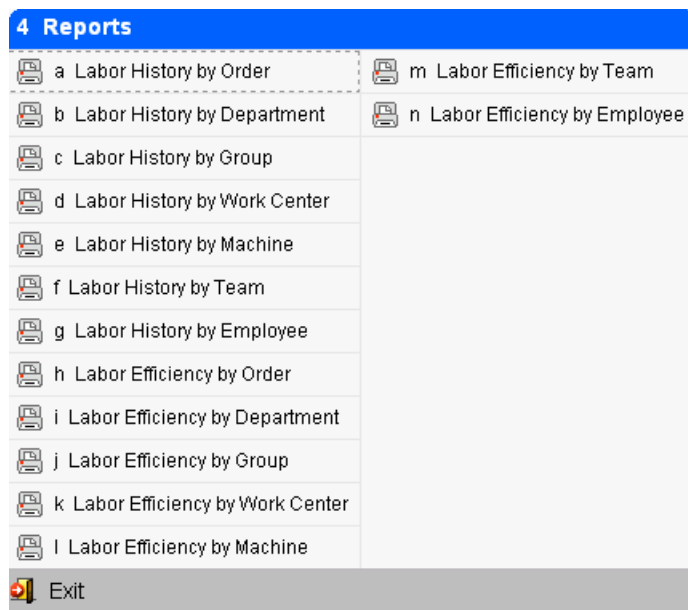 4 Reports
a Labor History by Order
b Labor History by Department
c Labor History by Group
d Labor History by Work Center
e Labor History by Machine
f Labor History by Team
g Labor History by Employee
h Labor Efficiency by Order
i Labor Efficiency by Department
j Labor Efficiency by Group
k Labor Efficiency by Work Center
l Labor Efficiency by Machine
m Labor Efficiency by Team
n Labor Efficiency by Employee
Exit